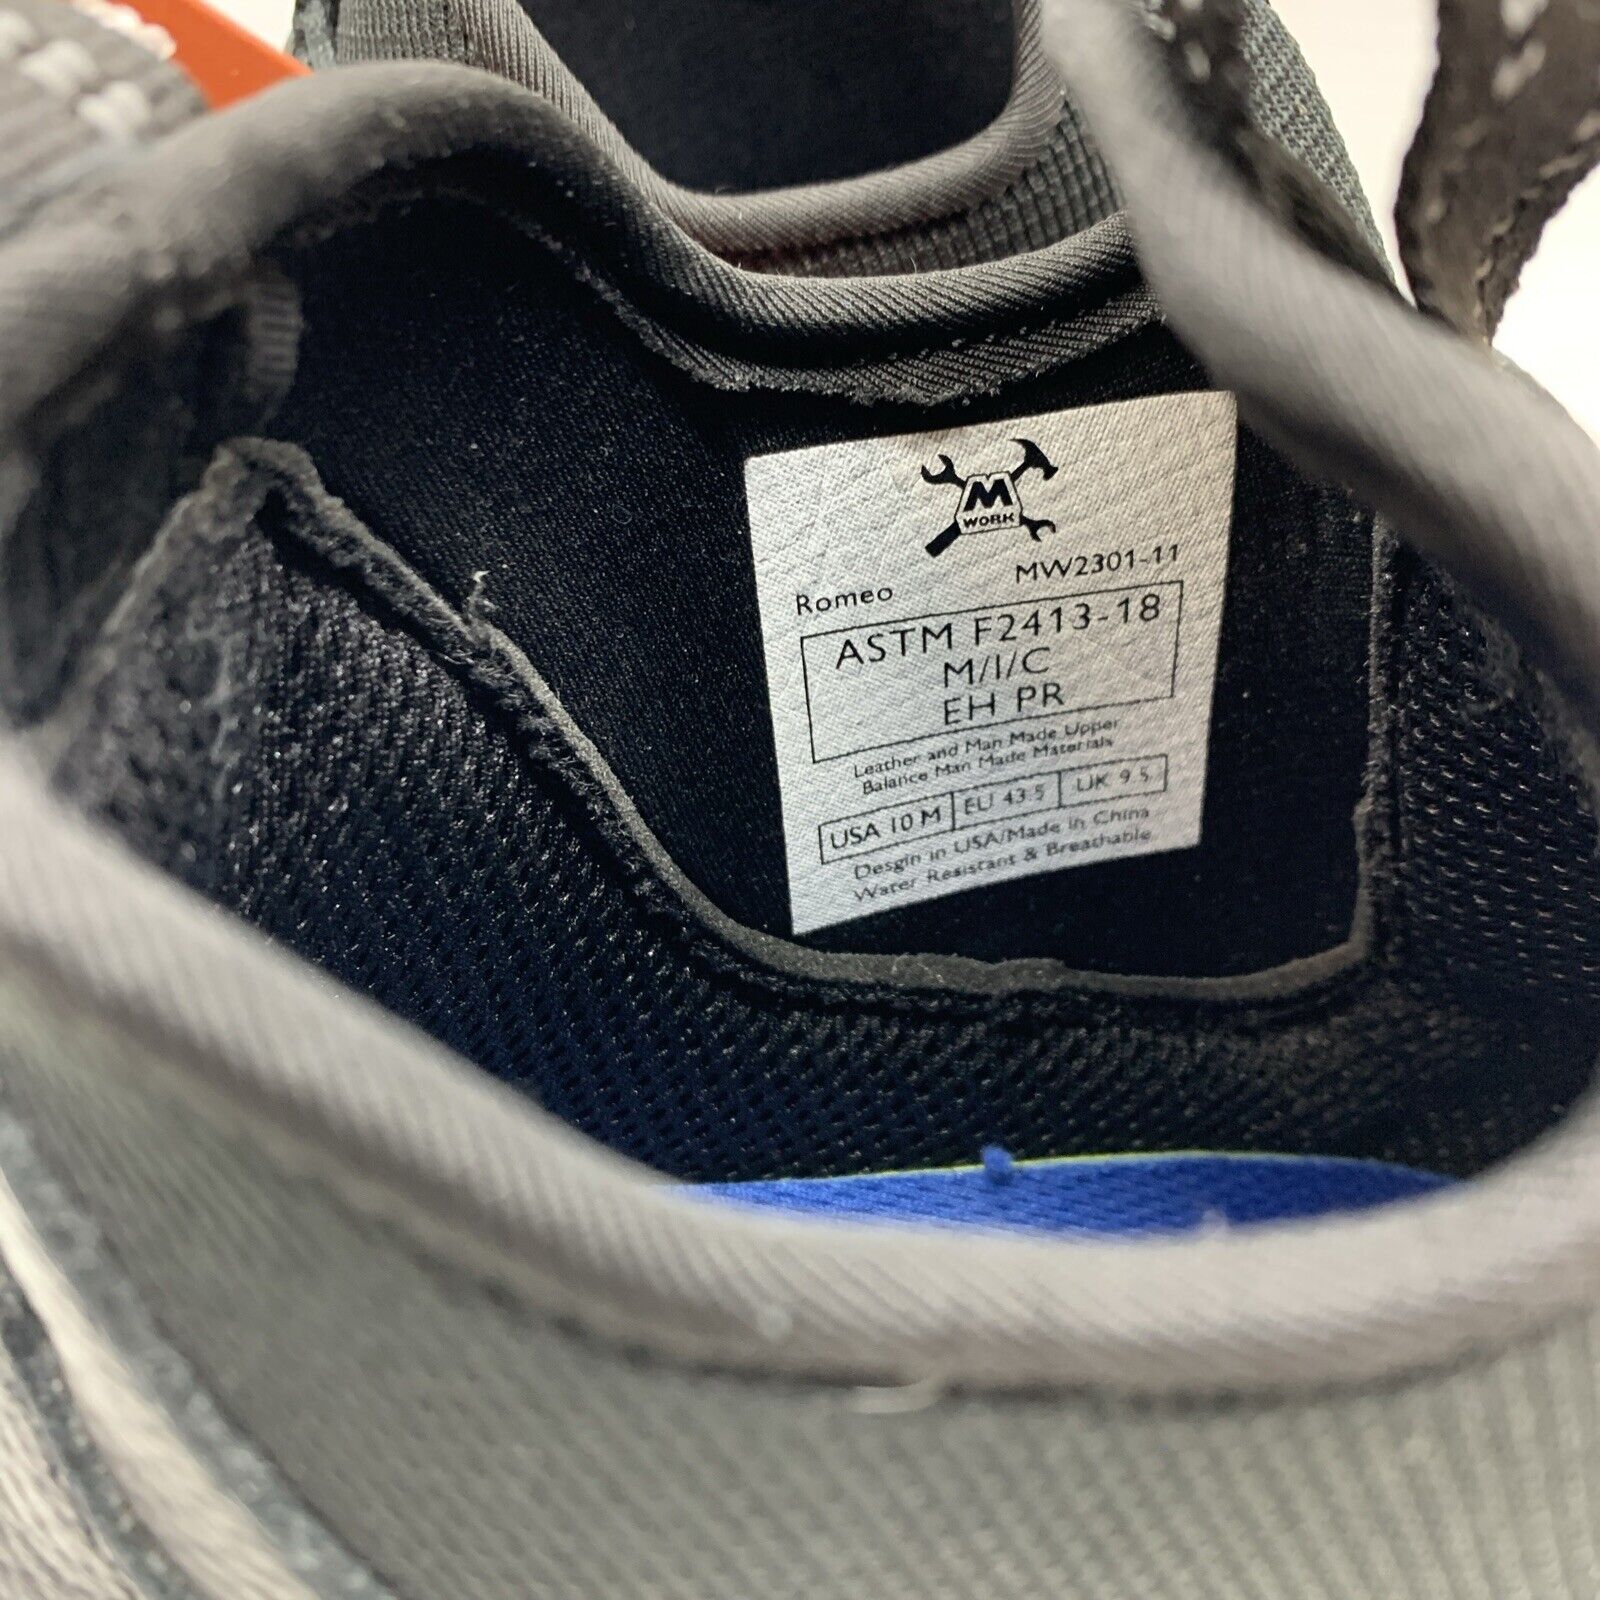 M
WORK
Romeo MW2301-11
ASTM F2413-18
M/I/C
EH PR
Leather and Man Made Upper
Balance Man Made Materials
USA 10 M EU 43.5 UK 9.5
Desgin in USA/Made in China
Water Resistant & Breathable